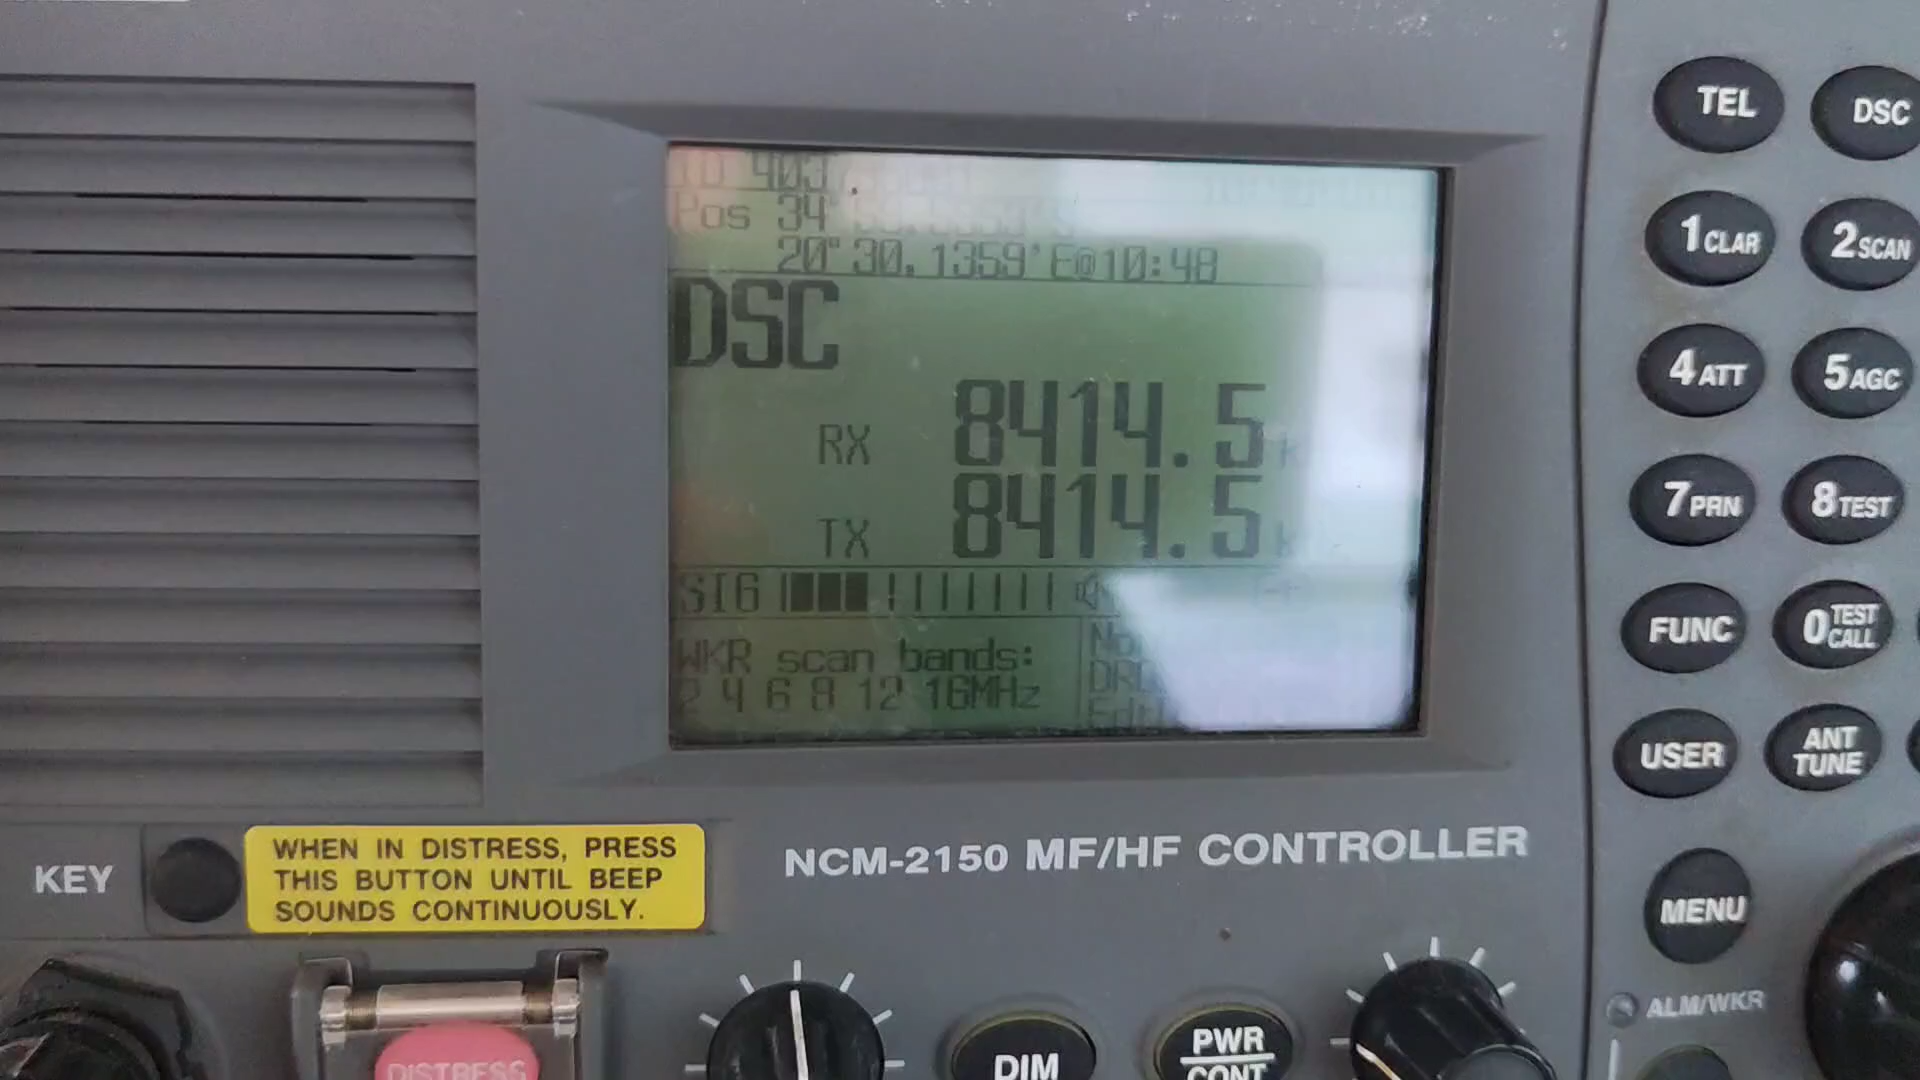 ID 403
Pos 34°
20°30.1359'E@10:48
DSC
RX 8414.5
TX 8414.5
SIG
WKR scan bands:
2 4 6 8 12 16MHz
TEL
DSC
1 CLAR
2 SCAN
4 ATT
5 AGC
7 PRN
8 TEST
FUNC
0 TEST CALL
USER
ANT TUNE
MENU
ALM/WKR
KEY
WHEN IN DISTRESS, PRESS
THIS BUTTON UNTIL BEEP
SOUNDS CONTINUOUSLY.
NCM-2150 MF/HF CONTROLLER
DISTRESS
DIM
PWR
CONT